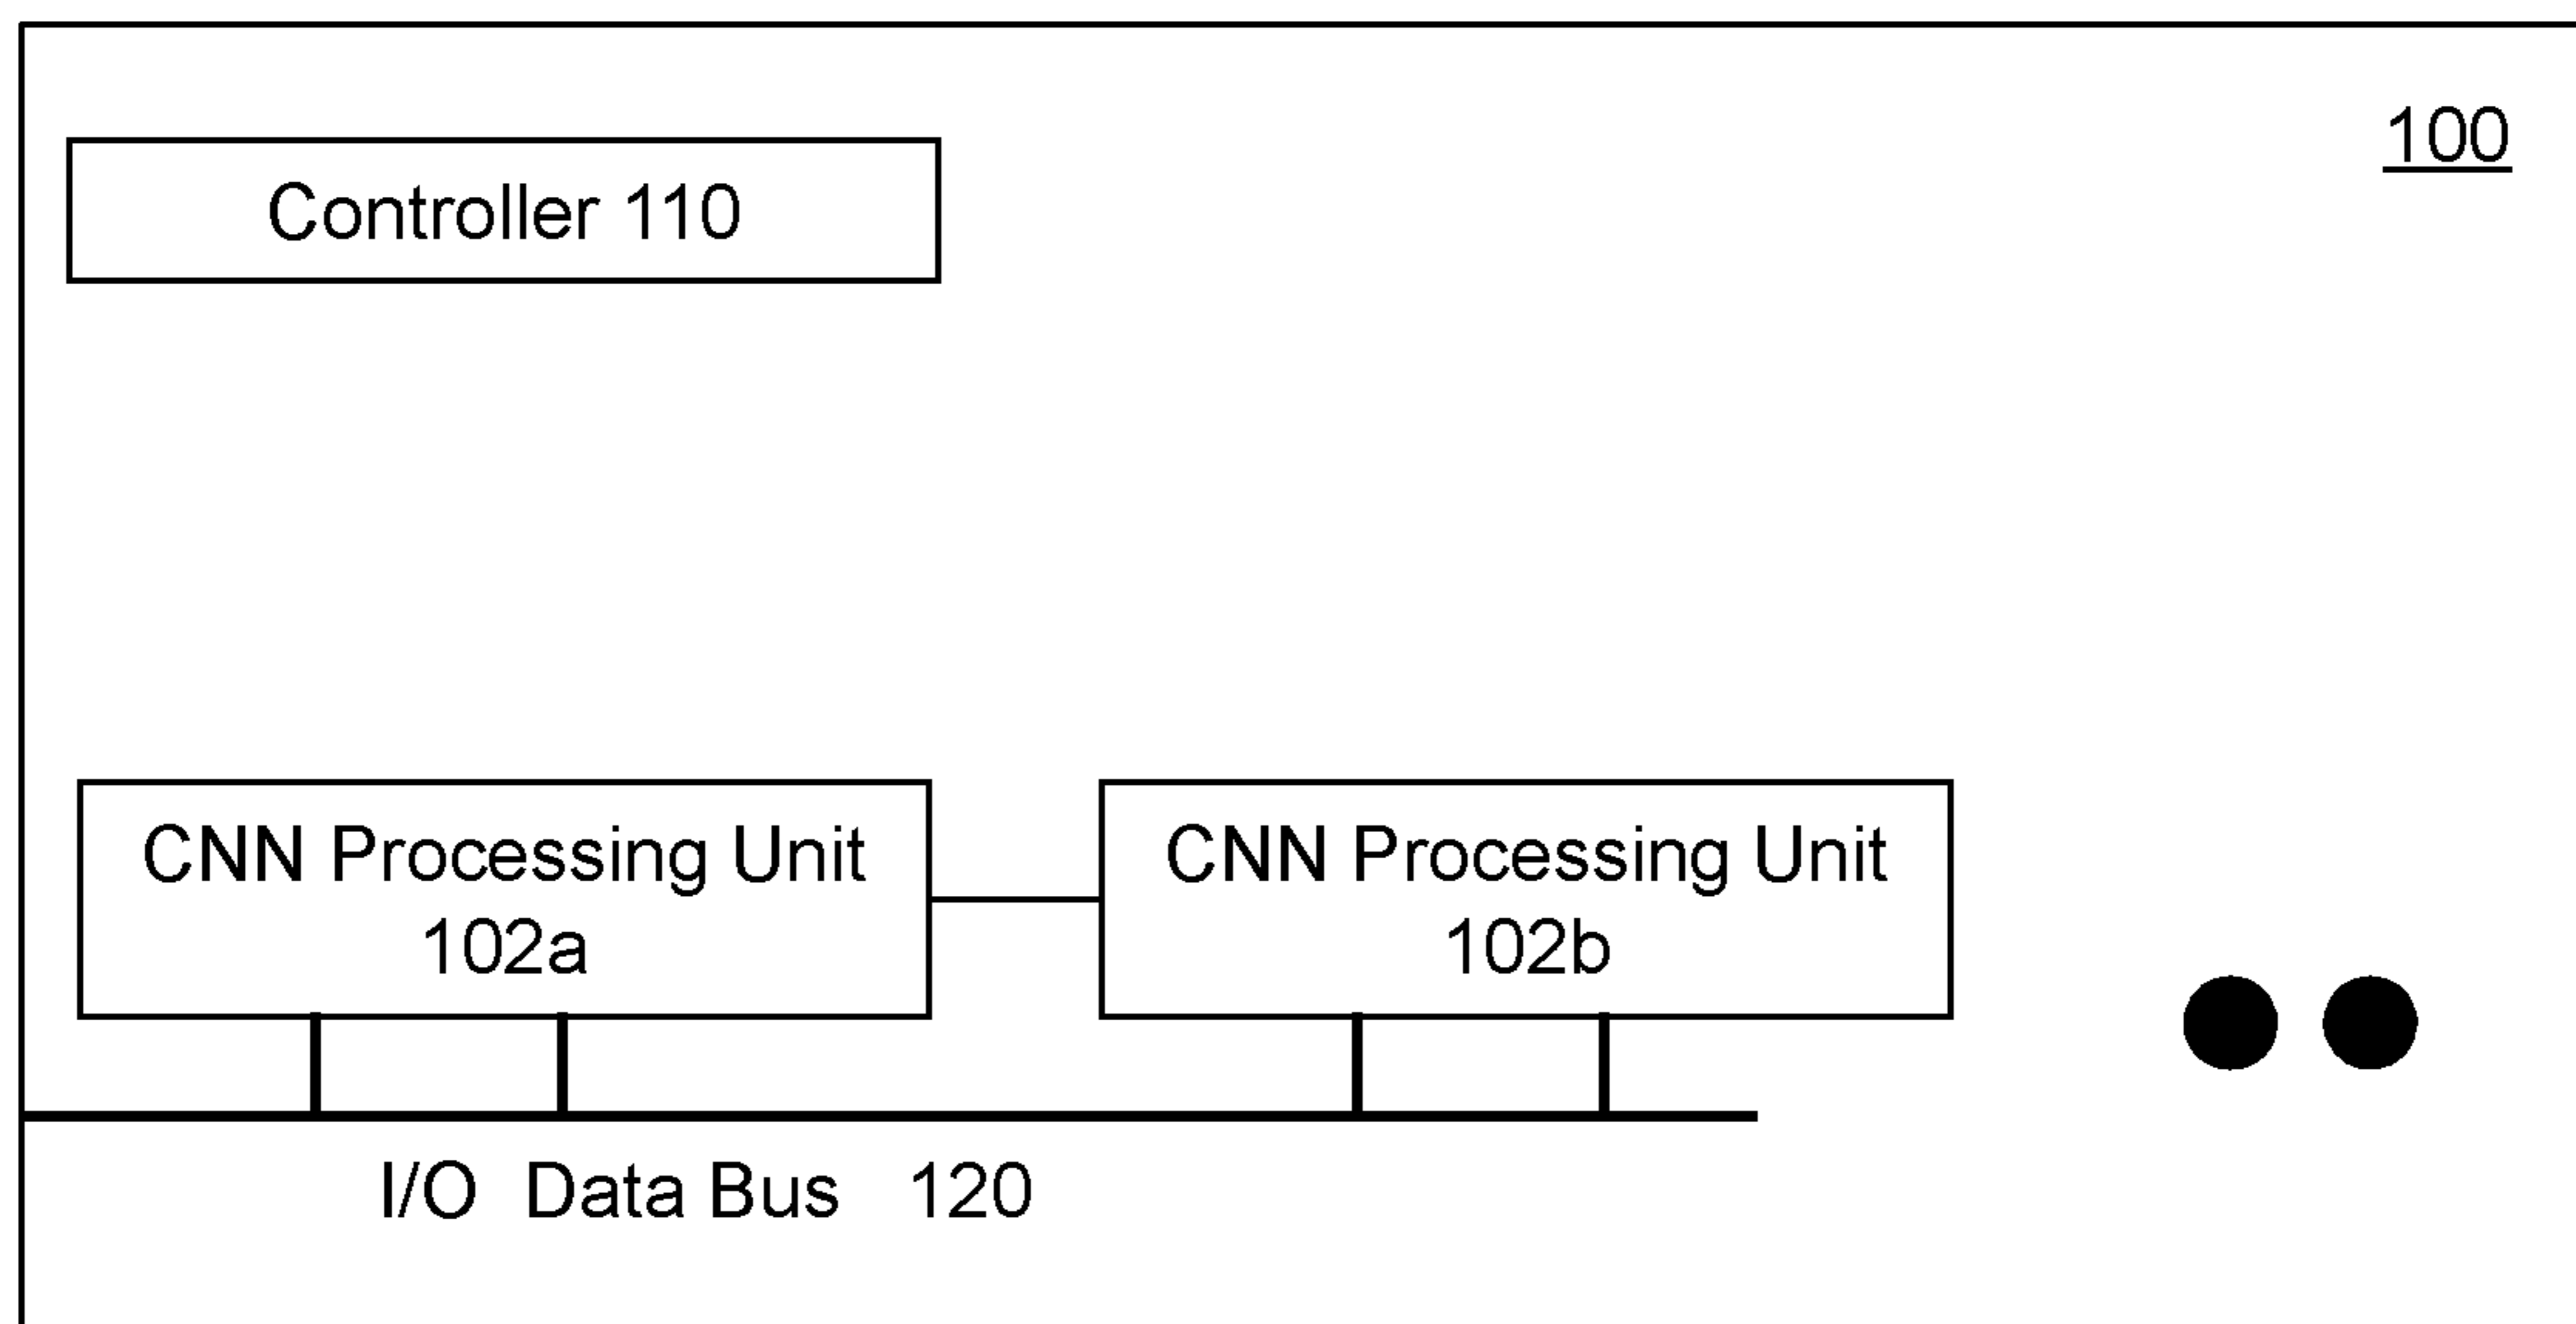 100
Controller 110
CNN Processing Unit
102a
CNN Processing Unit
102b
I/O Data Bus 120